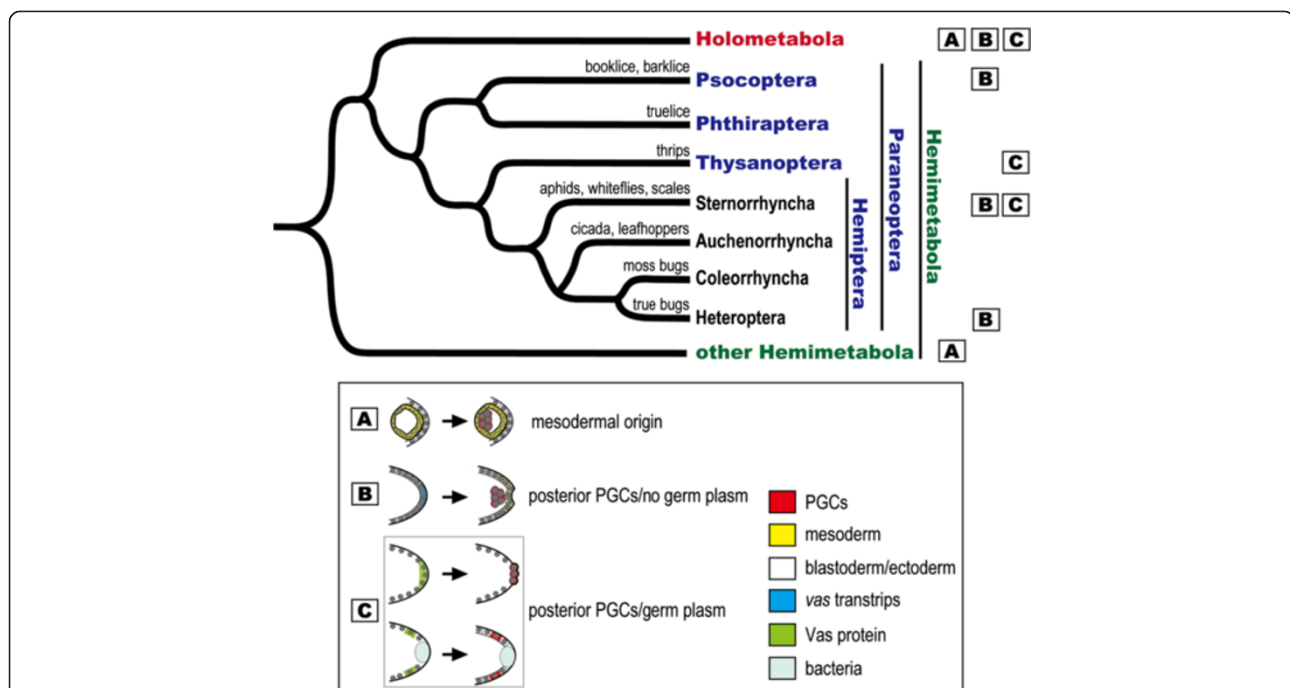 Holometabola
A B C
booklice, barklice
Psocoptera
B
truelice
Phthiraptera
thrips
Thysanoptera
C
aphids, whiteflies, scales
Sternorrhyncha
B C
cicada, leafhoppers
Auchenorrhyncha
moss bugs
Coleorrhyncha
true bugs
Heteroptera
B
other Hemimetabola
A
Hemiptera
Paraneoptera
Hemimetabola
A
mesodermal origin
B
posterior PGCs/no germ plasm
C
posterior PGCs/germ plasm
PGCs
mesoderm
blastoderm/ectoderm
vas transtrips
Vas protein
bacteria